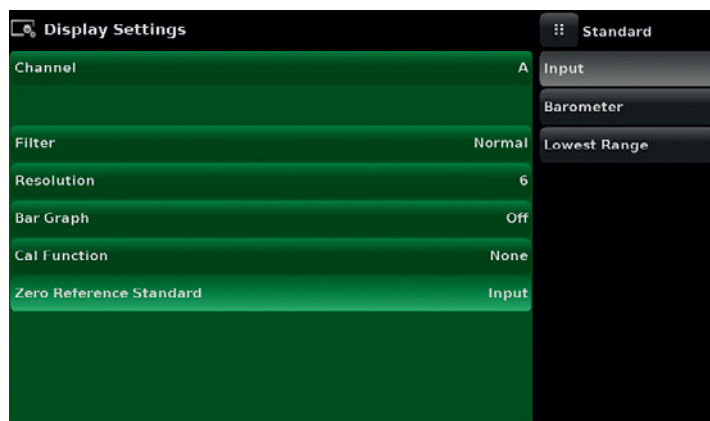 Display Settings
Channel A
Filter Normal
Resolution 6
Bar Graph Off
Cal Function None
Zero Reference Standard Input
Standard
Input
Barometer
Lowest Range